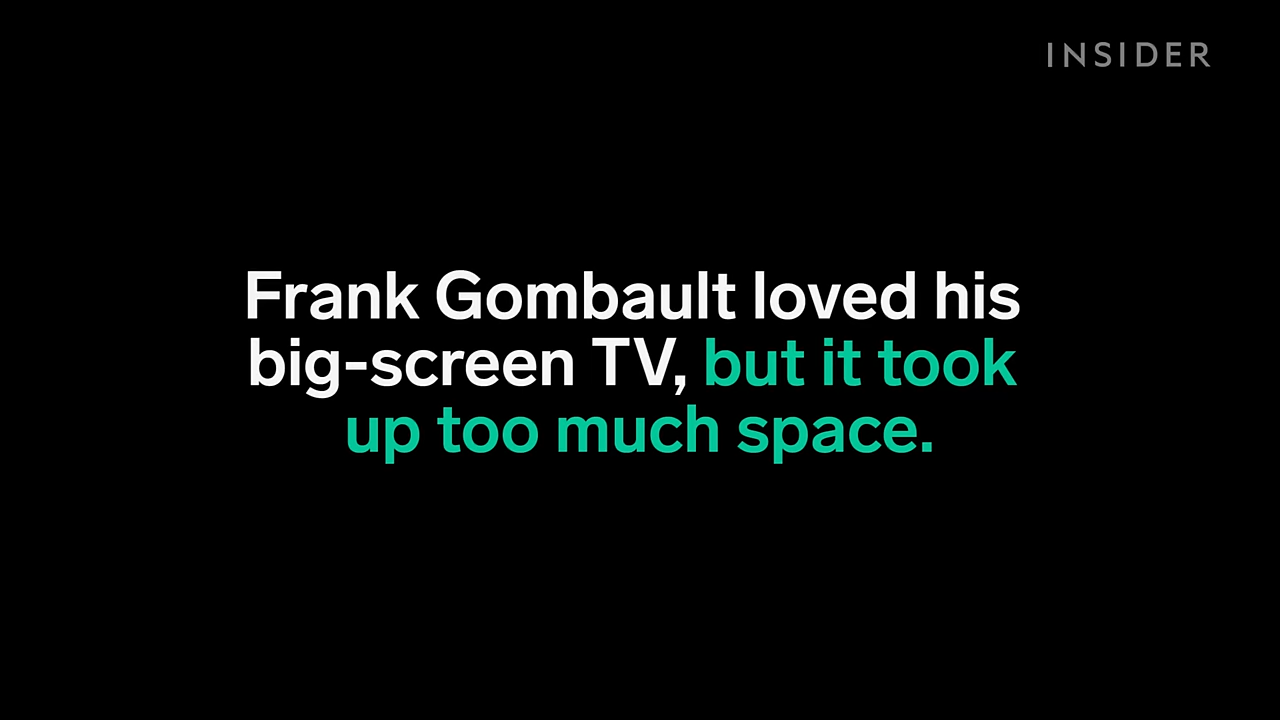 INSIDER
Frank Gombault loved his
big-screen TV, but it took
up too much space.